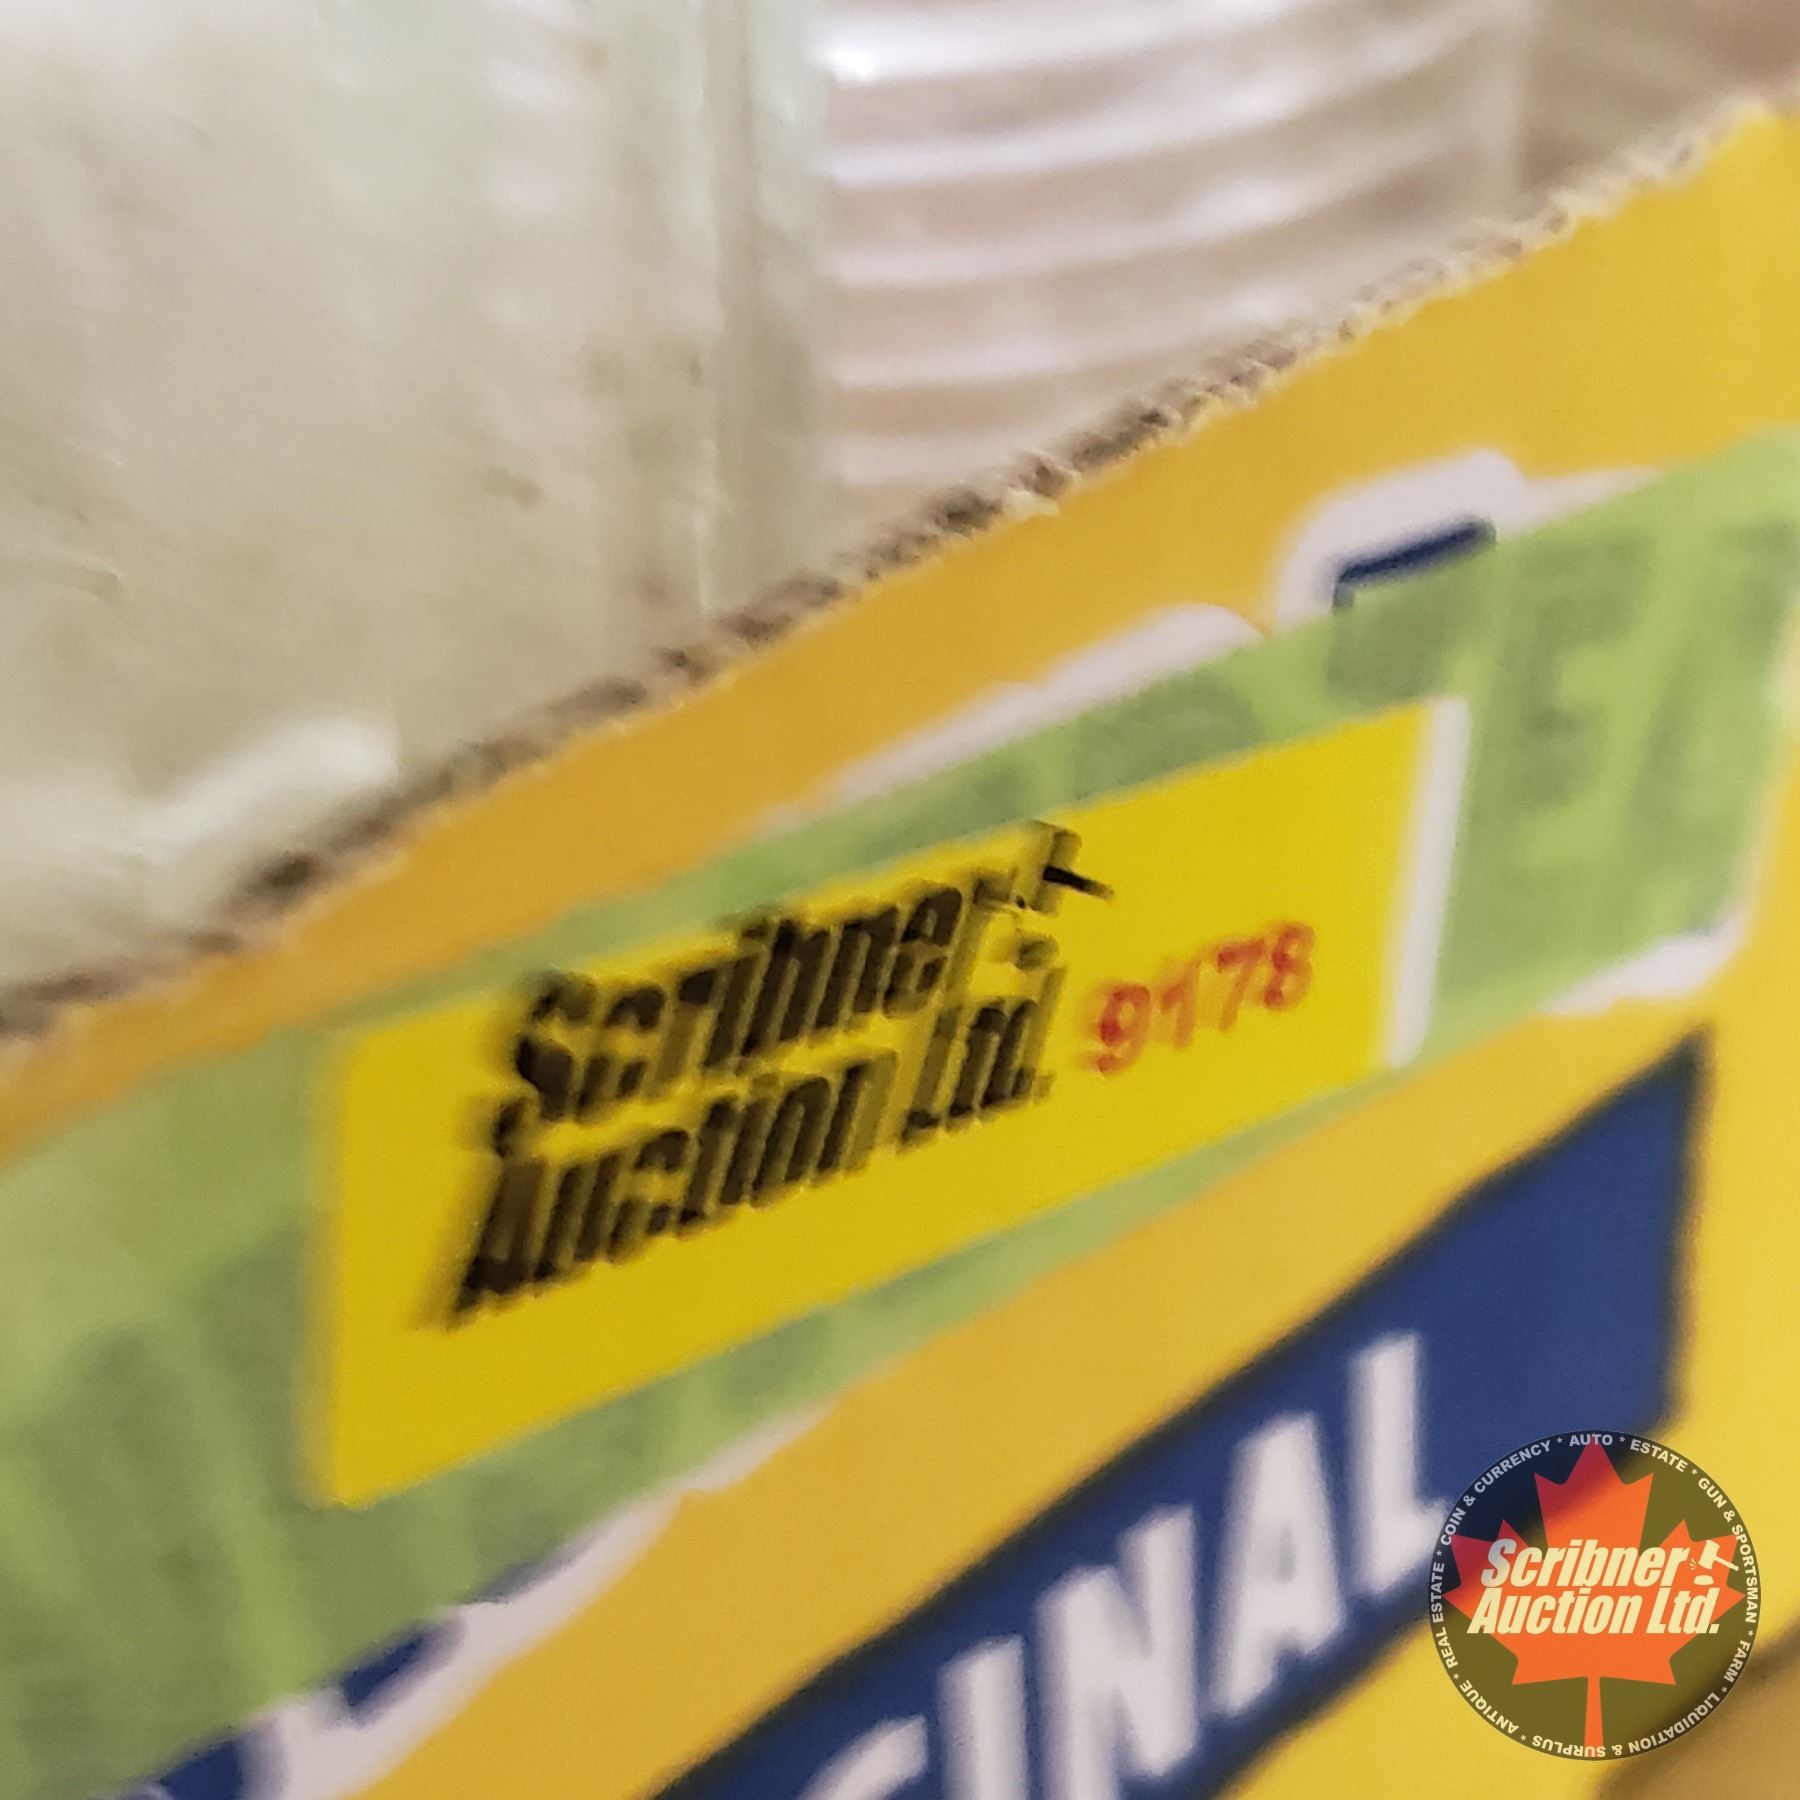 Scribner
Auction Ltd.
9178
GINAL
COIN & CURRENCY * AUTO * ESTATE * GUN & SPORTSMAN * FARM * LIQUIDATION & SURPLUS * ANTIQUE * REAL ESTATE *
Scribner
Auction Ltd.